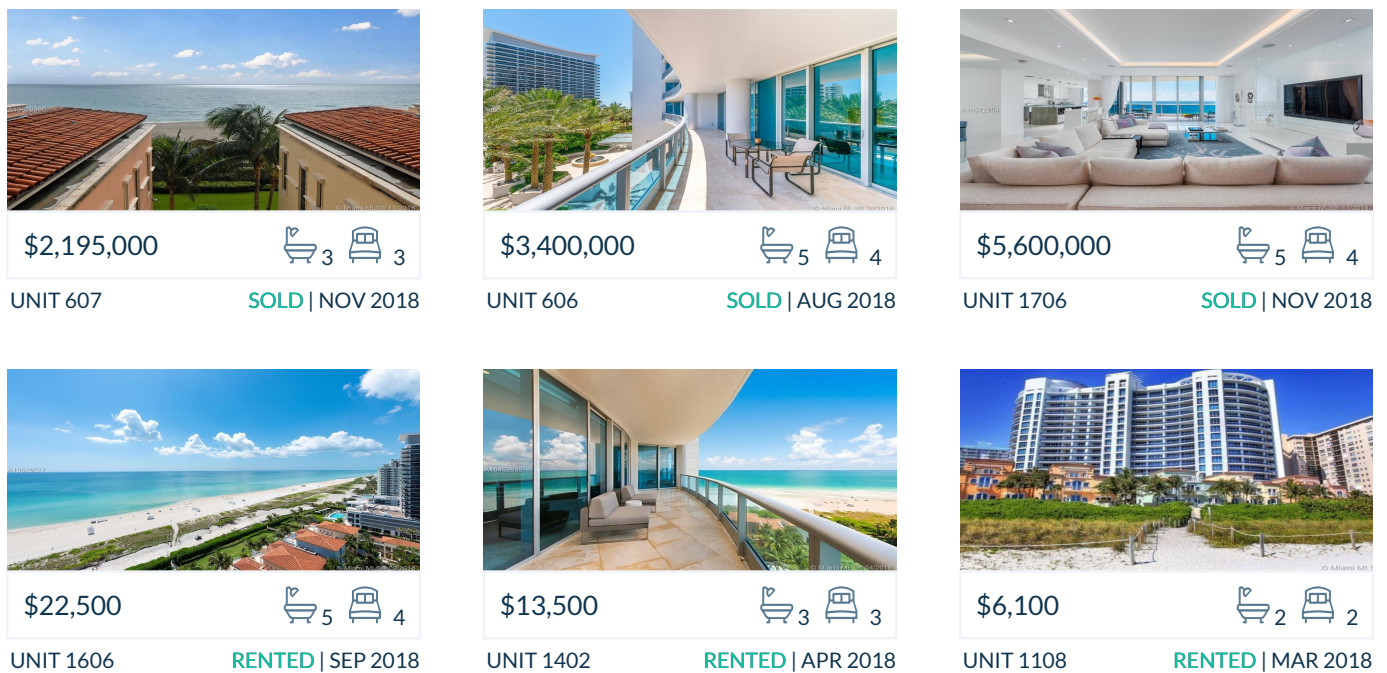 $2,195,000 3 3
UNIT 607 SOLD | NOV 2018
$3,400,000 5 4
UNIT 606 SOLD | AUG 2018
$5,600,000 5 4
UNIT 1706 SOLD | NOV 2018
$22,500 5 4
UNIT 1606 RENTED | SEP 2018
$13,500 3 3
UNIT 1402 RENTED | APR 2018
$6,100 2 2
UNIT 1108 RENTED | MAR 2018